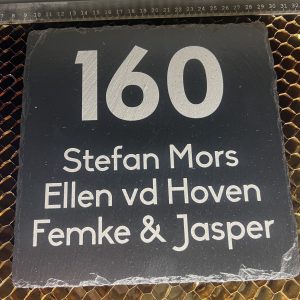 160
Stefan Mors
Ellen vd Hoven
Femke & Jasper